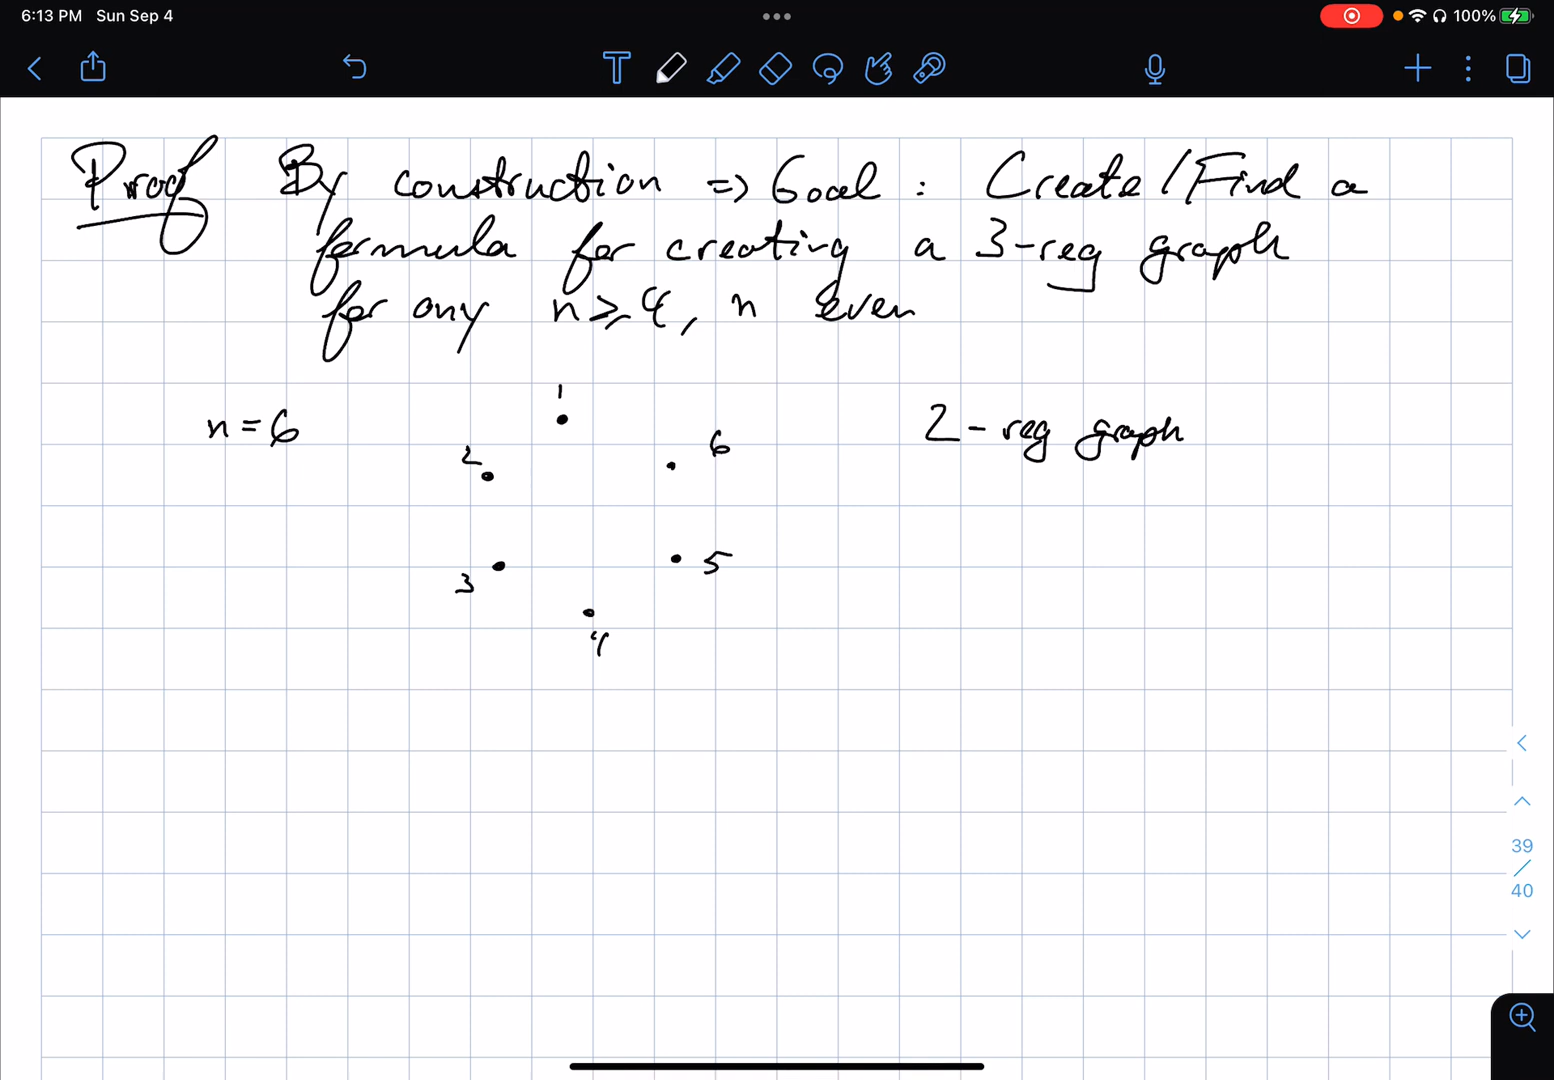 6:13 PM Sun Sep 4
100%
Proof By construction => Goal : Create/Find a
formula for creating a 3-reg graph
for any n ≥ 4, n even
n = 6
2-reg graph
1
2
6
3
5
4
39
/
40